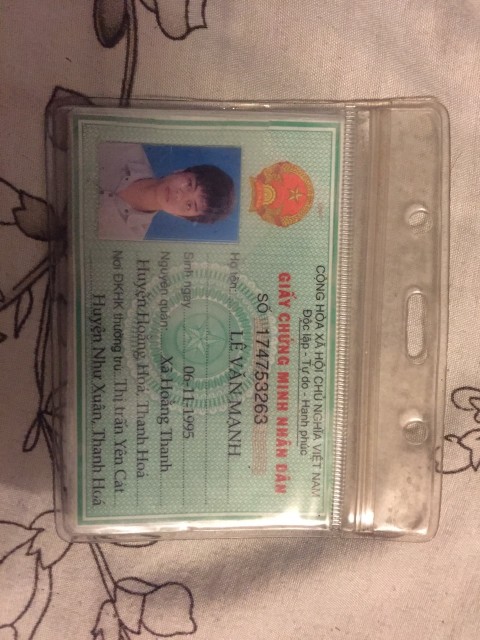 CỘNG HÒA XÃ HỘI CHỦ NGHĨA VIỆT NAM
Độc lập - Tự do - Hạnh phúc
GIẤY CHỨNG MINH NHÂN DÂN
SỐ 174753263
Họ tên: LÊ VĂN MẠNH
Sinh ngày: 06-11-1995
Nguyên quán: Xã Hoằng Thanh
Huyện Hoằng Hoá, Thanh Hoá
Nơi ĐKHK thường trú: Thị trấn Yên Cát
Huyện Như Xuân, Thanh Hoá